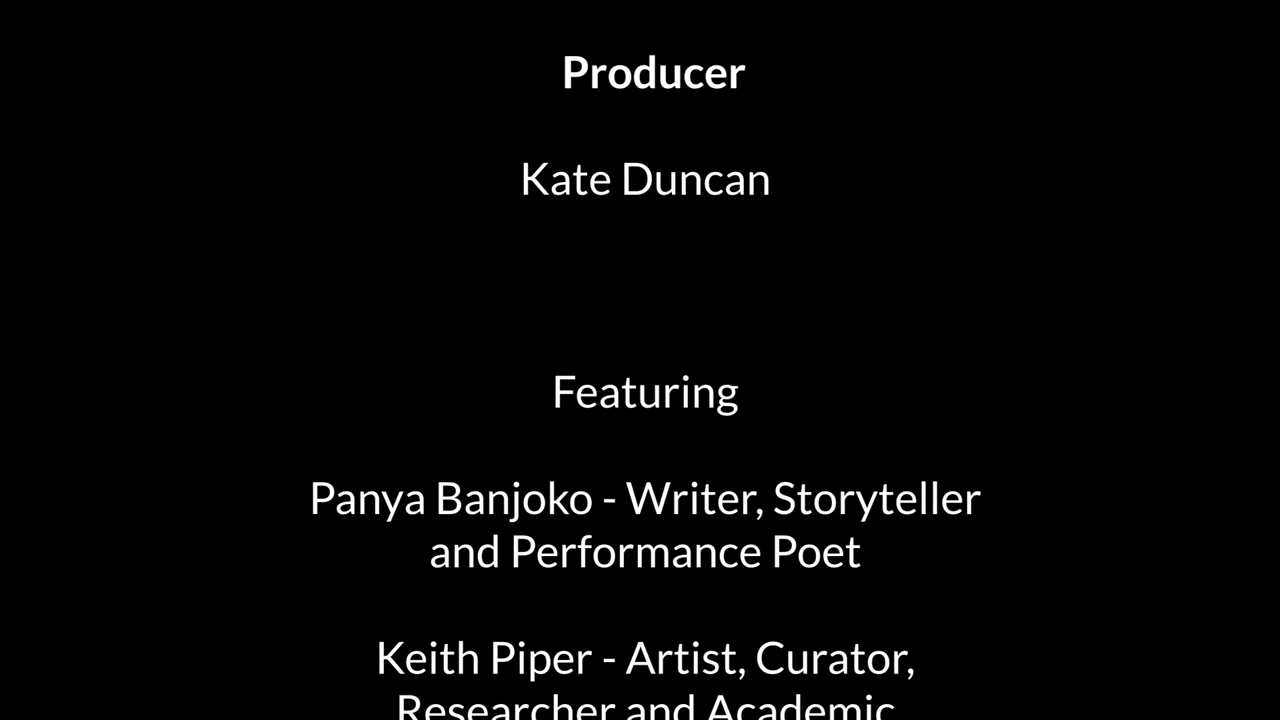 Producer
Kate Duncan
Featuring
Panya Banjoko - Writer, Storyteller
and Performance Poet
Keith Piper - Artist, Curator,
Researcher and Academic